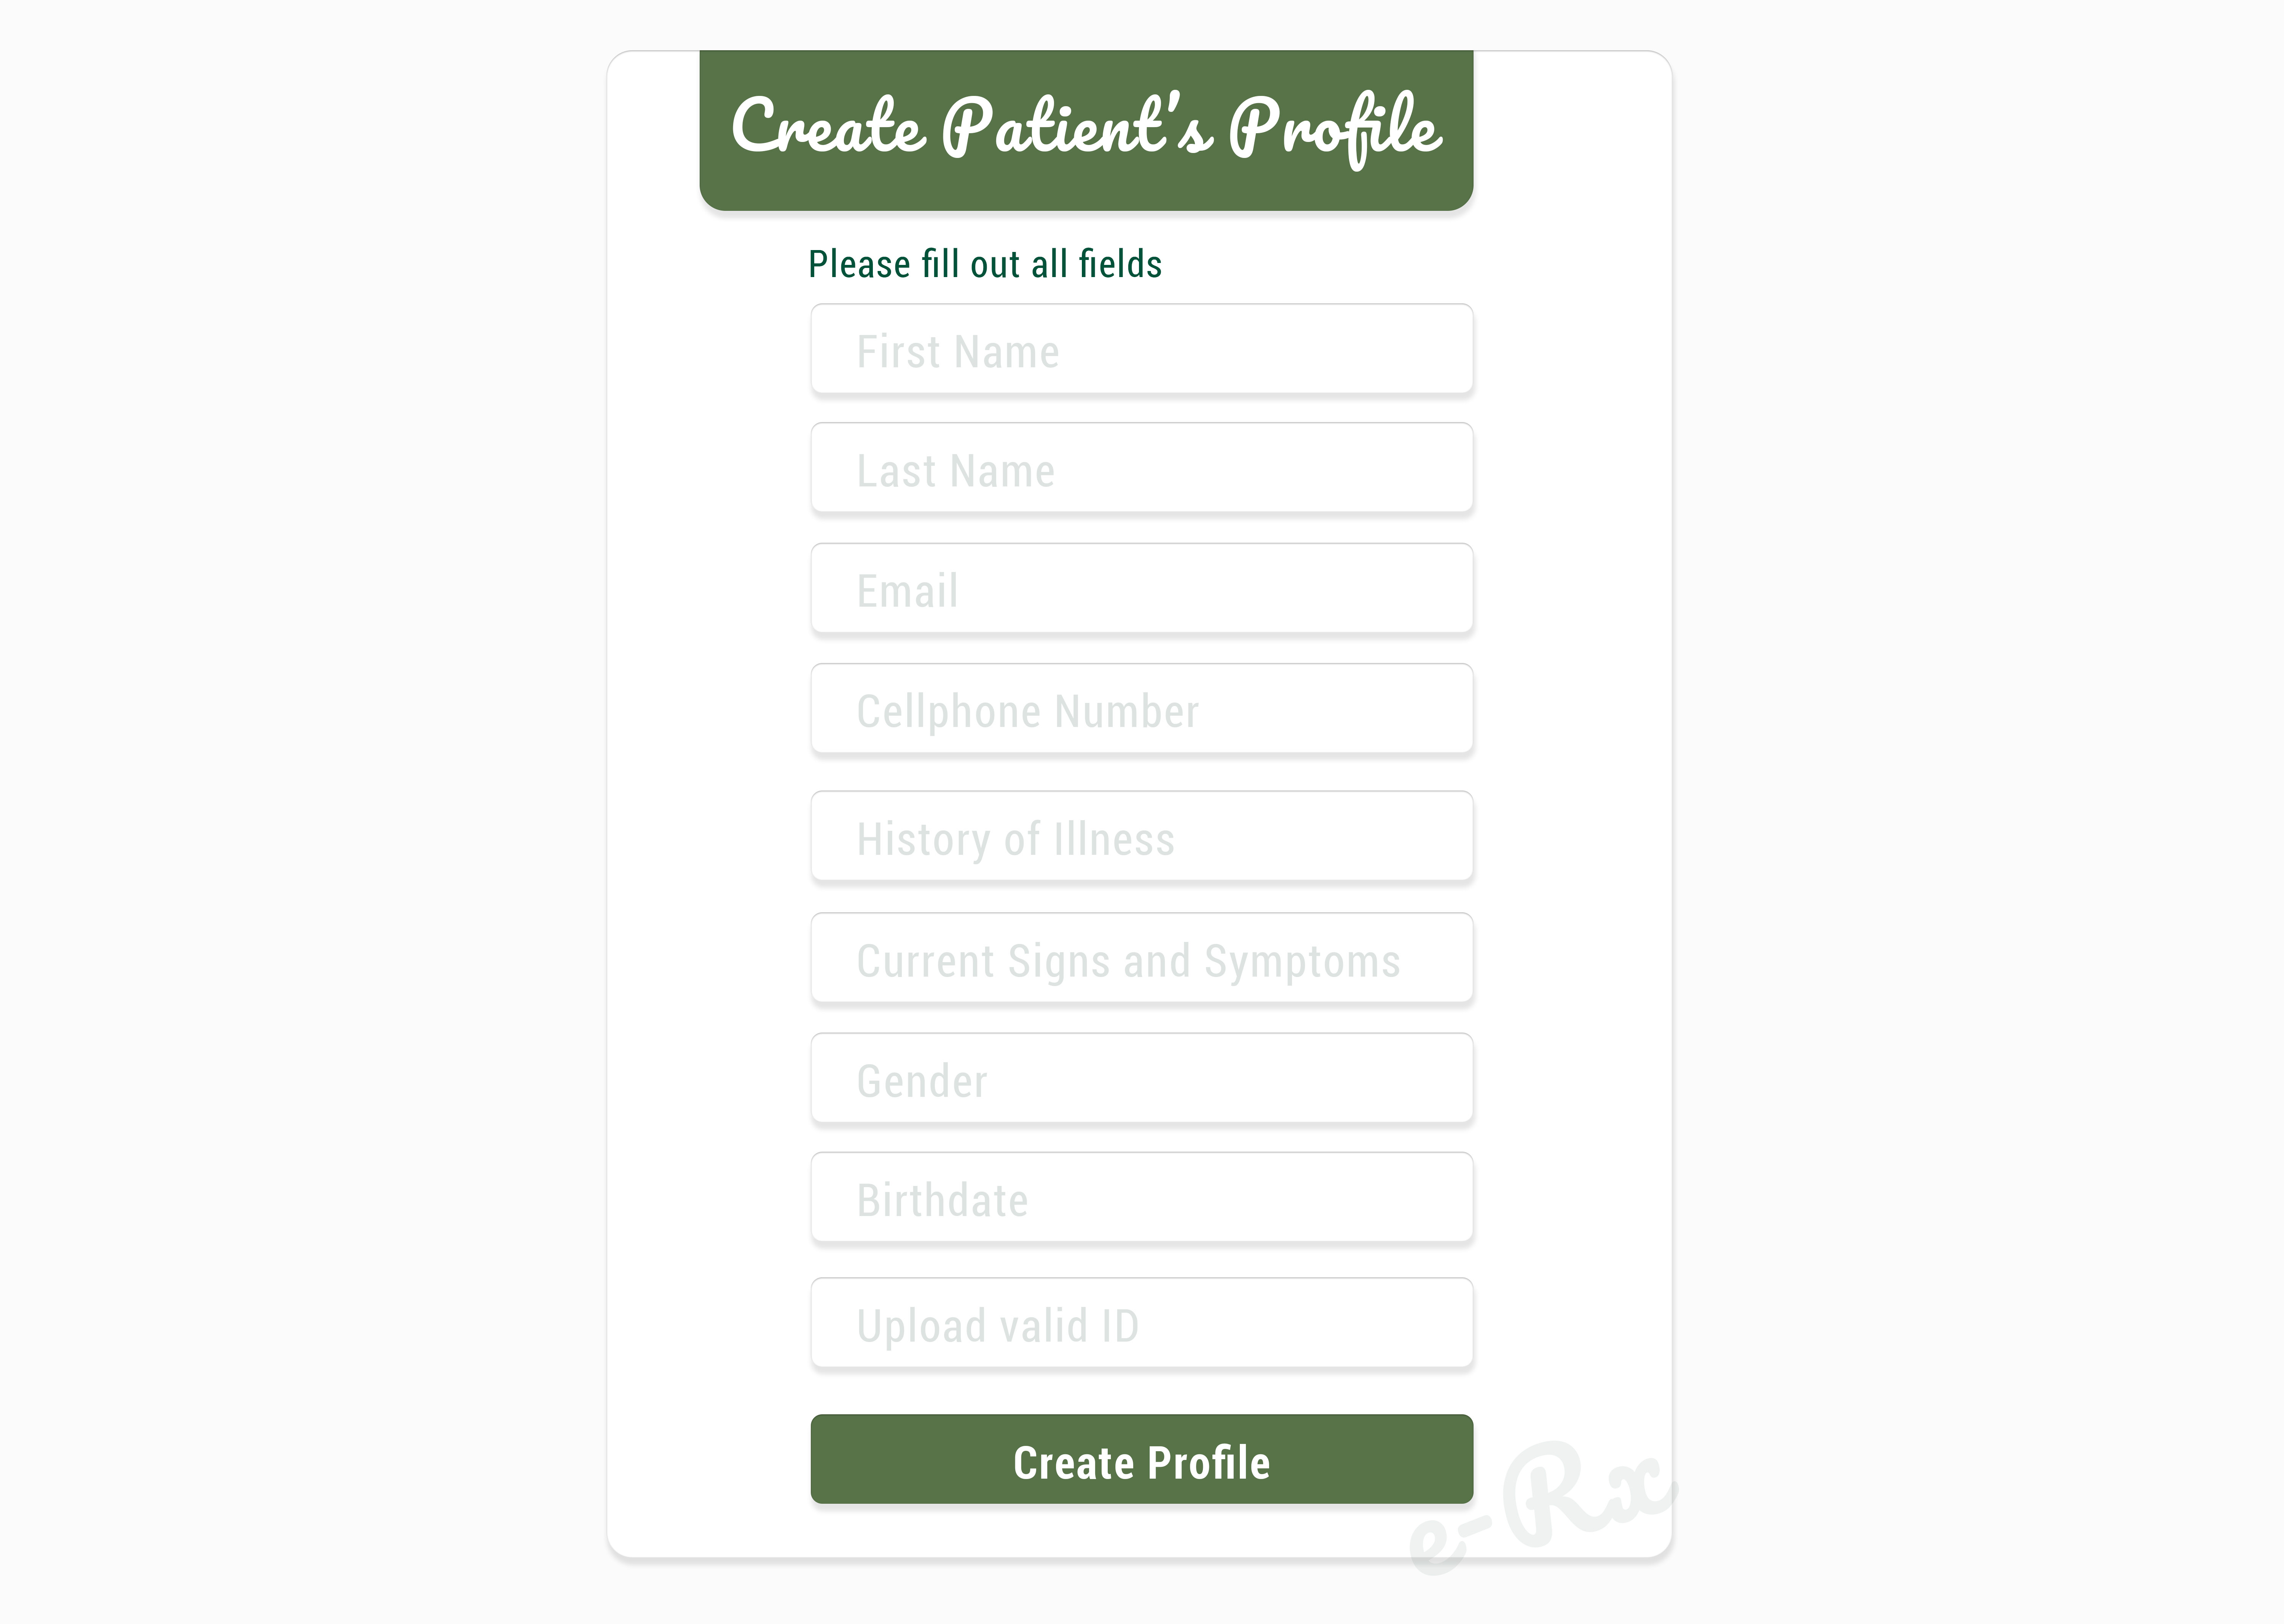 Create Patient's Profile
Please fill out all fields
First Name
Last Name
Email
Cellphone Number
History of Illness
Current Signs and Symptoms
Gender
Birthdate
Upload valid ID
Create Profile
e-Rx